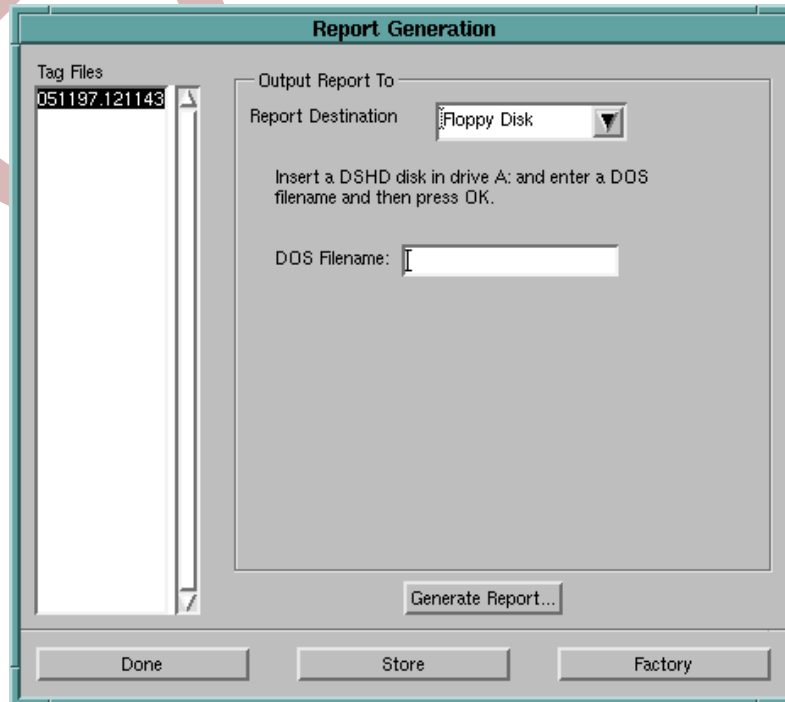 Report Generation
Tag Files
051197.121143
Output Report To
Report Destination
Floppy Disk
Insert a DSHD disk in drive A: and enter a DOS
filename and then press OK.
DOS Filename:
Generate Report...
Done
Store
Factory